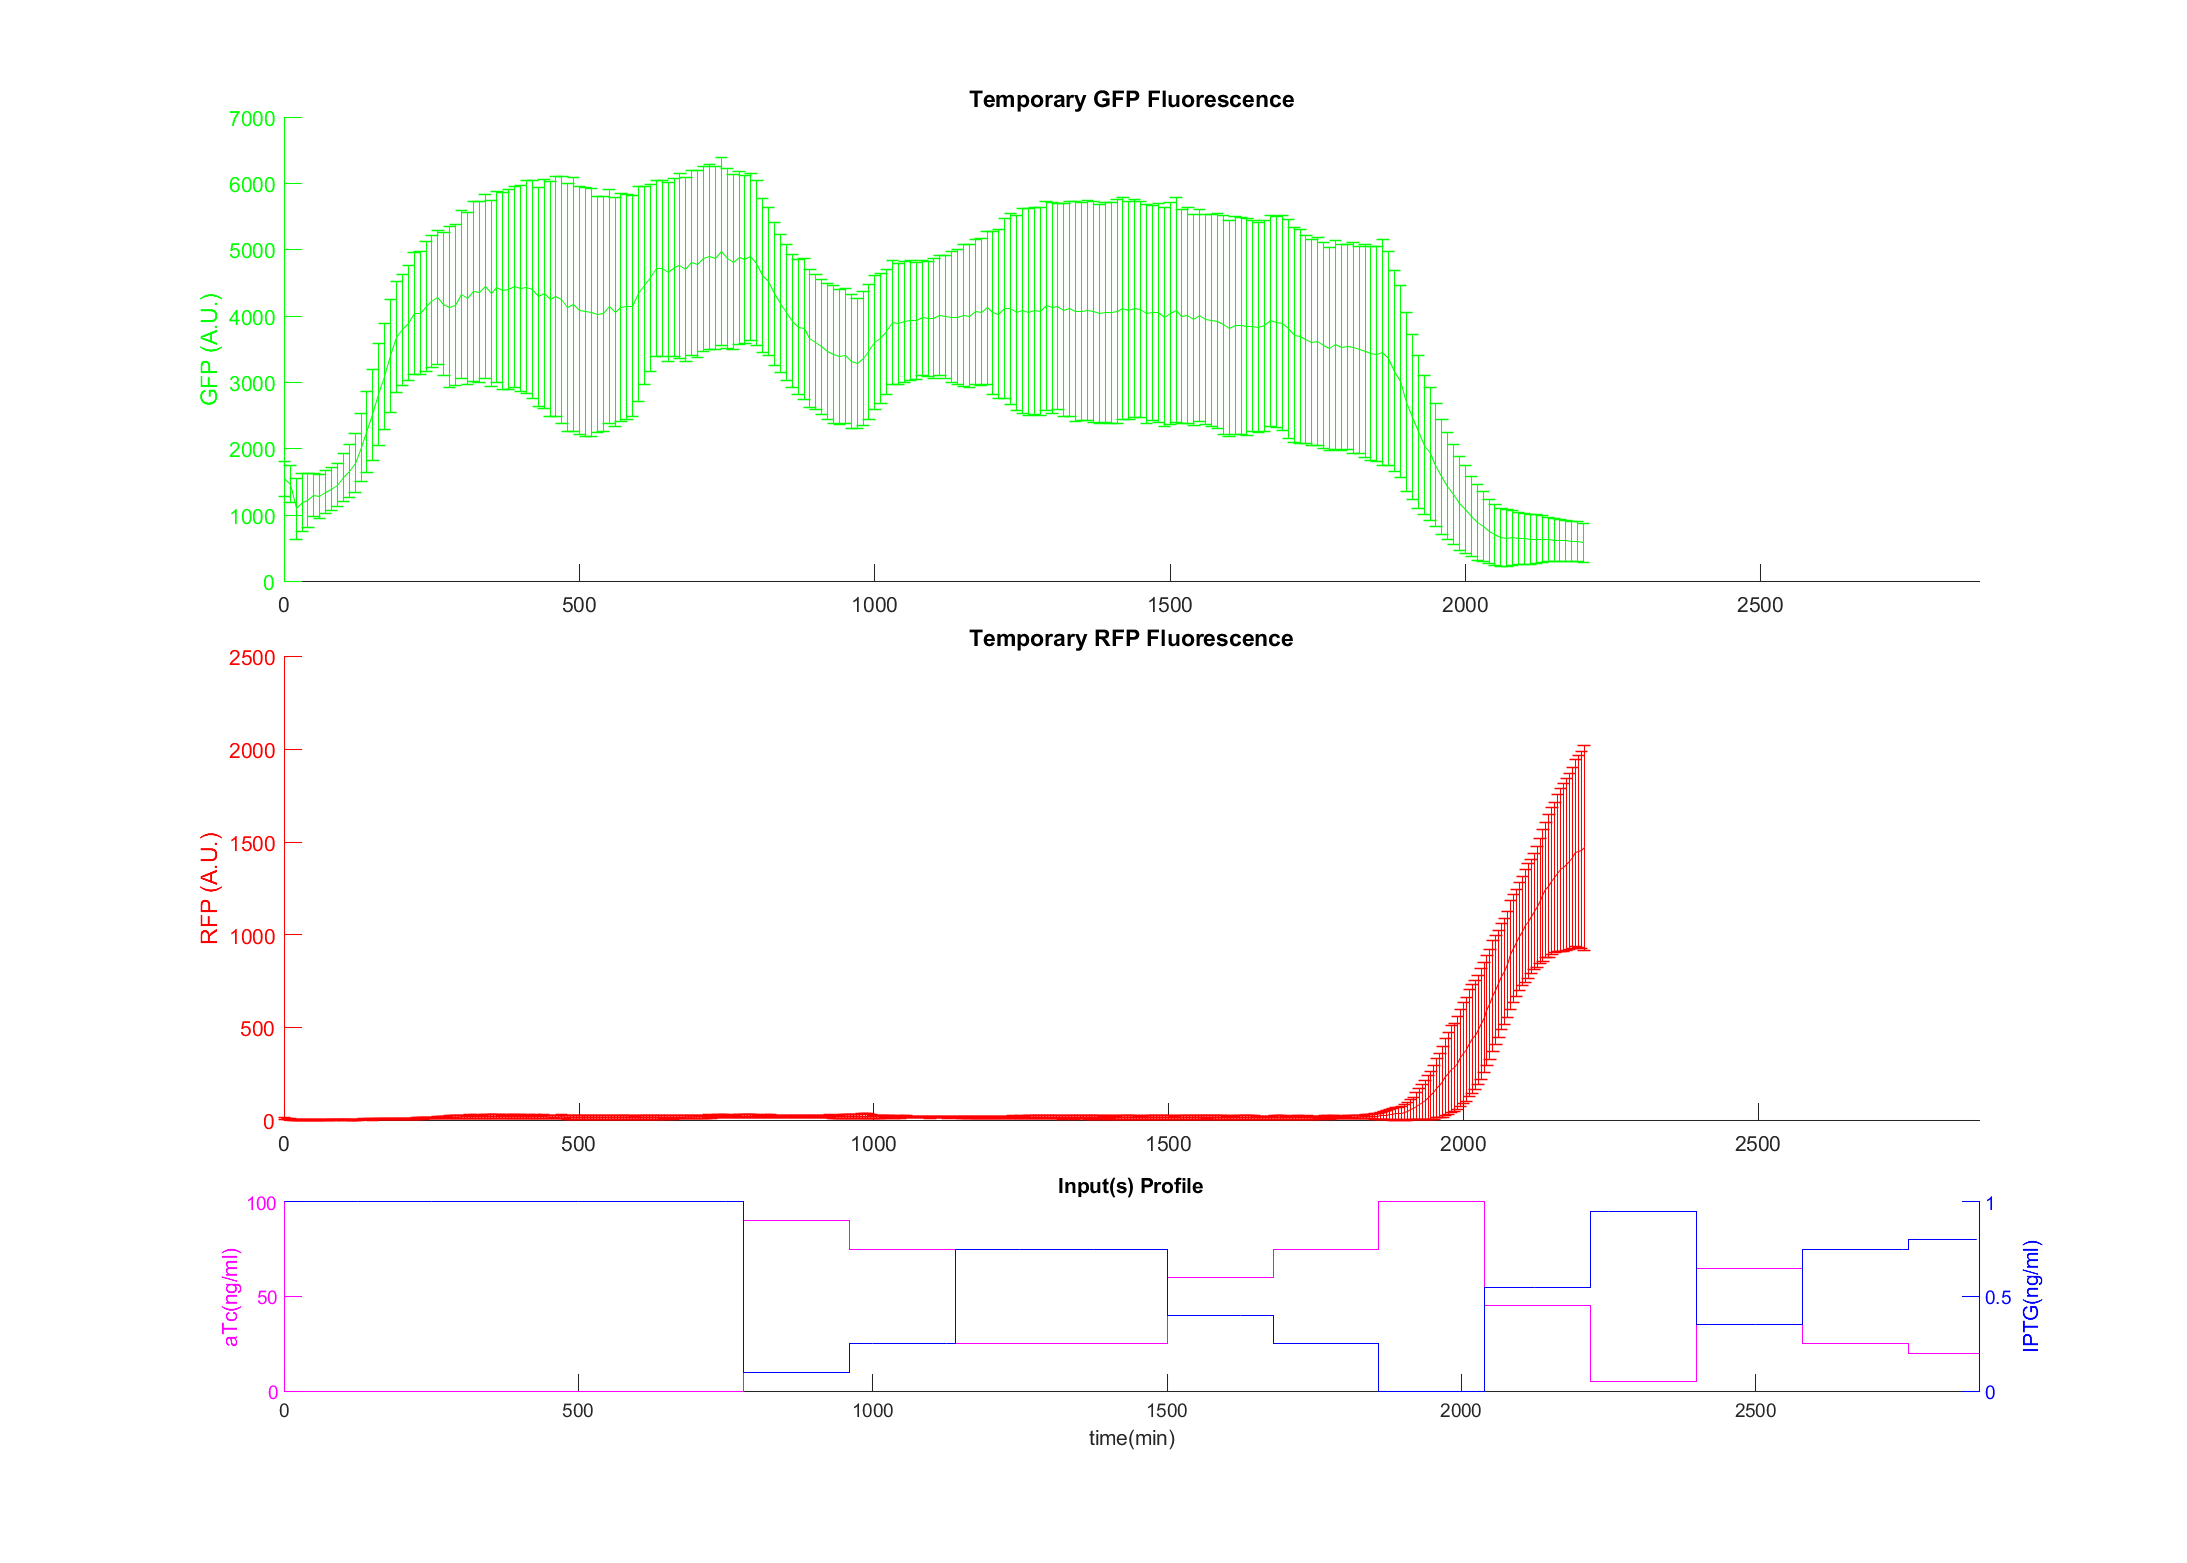 Temporary GFP Fluorescence
7000
6000
5000
4000
3000
2000
1000
0
GFP (A.U.)
0 500 1000 1500 2000 2500
Temporary RFP Fluorescence
2500
2000
1500
1000
500
0
RFP (A.U.)
0 500 1000 1500 2000 2500
Input(s) Profile
100
50
0
aTc(ng/ml)
1
0.5
0
IPTG(ng/ml)
0 500 1000 1500 2000 2500
time(min)